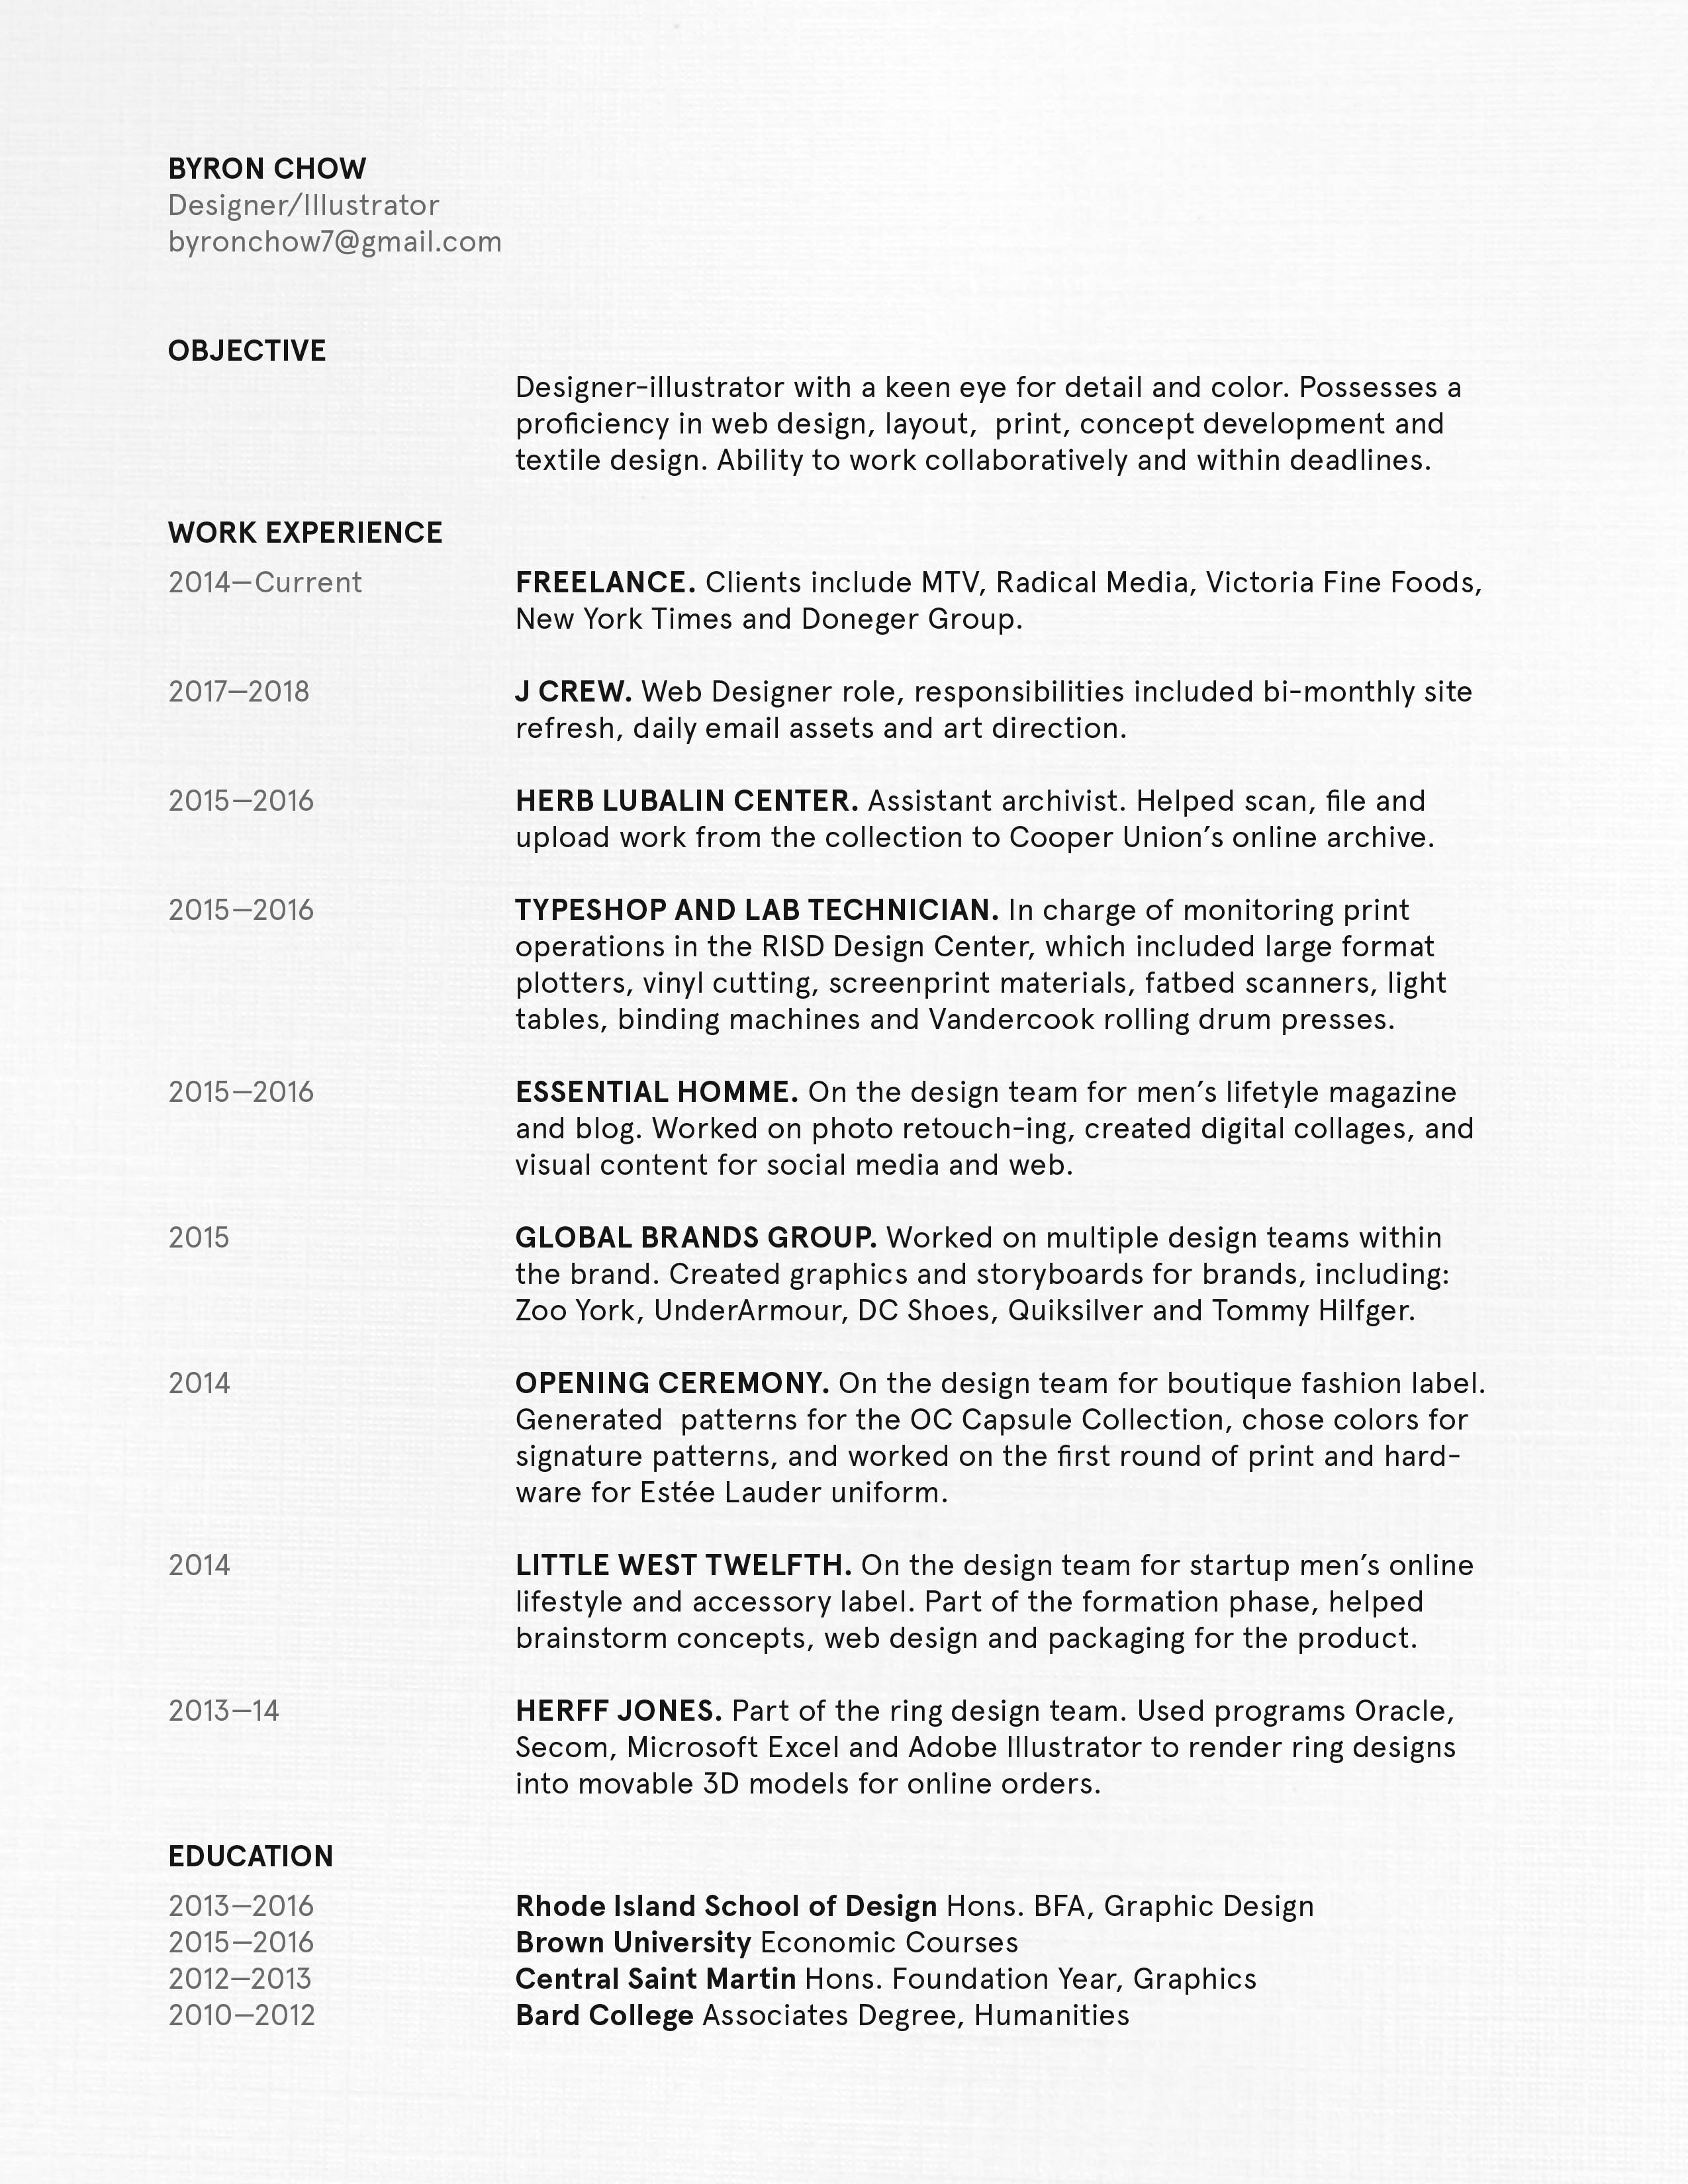 BYRON CHOW
Designer/Illustrator
byronchow7@gmail.com
OBJECTIVE
Designer-illustrator with a keen eye for detail and color. Possesses a
proficiency in web design, layout,  print, concept development and
textile design. Ability to work collaboratively and within deadlines.
WORK EXPERIENCE
2014—Current FREELANCE. Clients include MTV, Radical Media, Victoria Fine Foods,
New York Times and Doneger Group.
2017—2018 J CREW. Web Designer role, responsibilities included bi-monthly site
refresh, daily email assets and art direction.
2015—2016 HERB LUBALIN CENTER. Assistant archivist. Helped scan, file and
upload work from the collection to Cooper Union’s online archive.
2015—2016 TYPESHOP AND LAB TECHNICIAN. In charge of monitoring print
operations in the RISD Design Center, which included large format
plotters, vinyl cutting, screenprint materials, fatbed scanners, light
tables, binding machines and Vandercook rolling drum presses.
2015—2016 ESSENTIAL HOMME. On the design team for men’s lifetyle magazine
and blog. Worked on photo retouch-ing, created digital collages, and
visual content for social media and web.
2015 GLOBAL BRANDS GROUP. Worked on multiple design teams within
the brand. Created graphics and storyboards for brands, including:
Zoo York, UnderArmour, DC Shoes, Quiksilver and Tommy Hilfger.
2014 OPENING CEREMONY. On the design team for boutique fashion label.
Generated  patterns for the OC Capsule Collection, chose colors for
signature patterns, and worked on the first round of print and hard-
ware for Estée Lauder uniform.
2014 LITTLE WEST TWELFTH. On the design team for startup men’s online
lifestyle and accessory label. Part of the formation phase, helped
brainstorm concepts, web design and packaging for the product.
2013—14 HERFF JONES. Part of the ring design team. Used programs Oracle,
Secom, Microsoft Excel and Adobe Illustrator to render ring designs
into movable 3D models for online orders.
EDUCATION
2013—2016 Rhode Island School of Design Hons. BFA, Graphic Design
2015—2016 Brown University Economic Courses
2012—2013 Central Saint Martin Hons. Foundation Year, Graphics
2010—2012 Bard College Associates Degree, Humanities